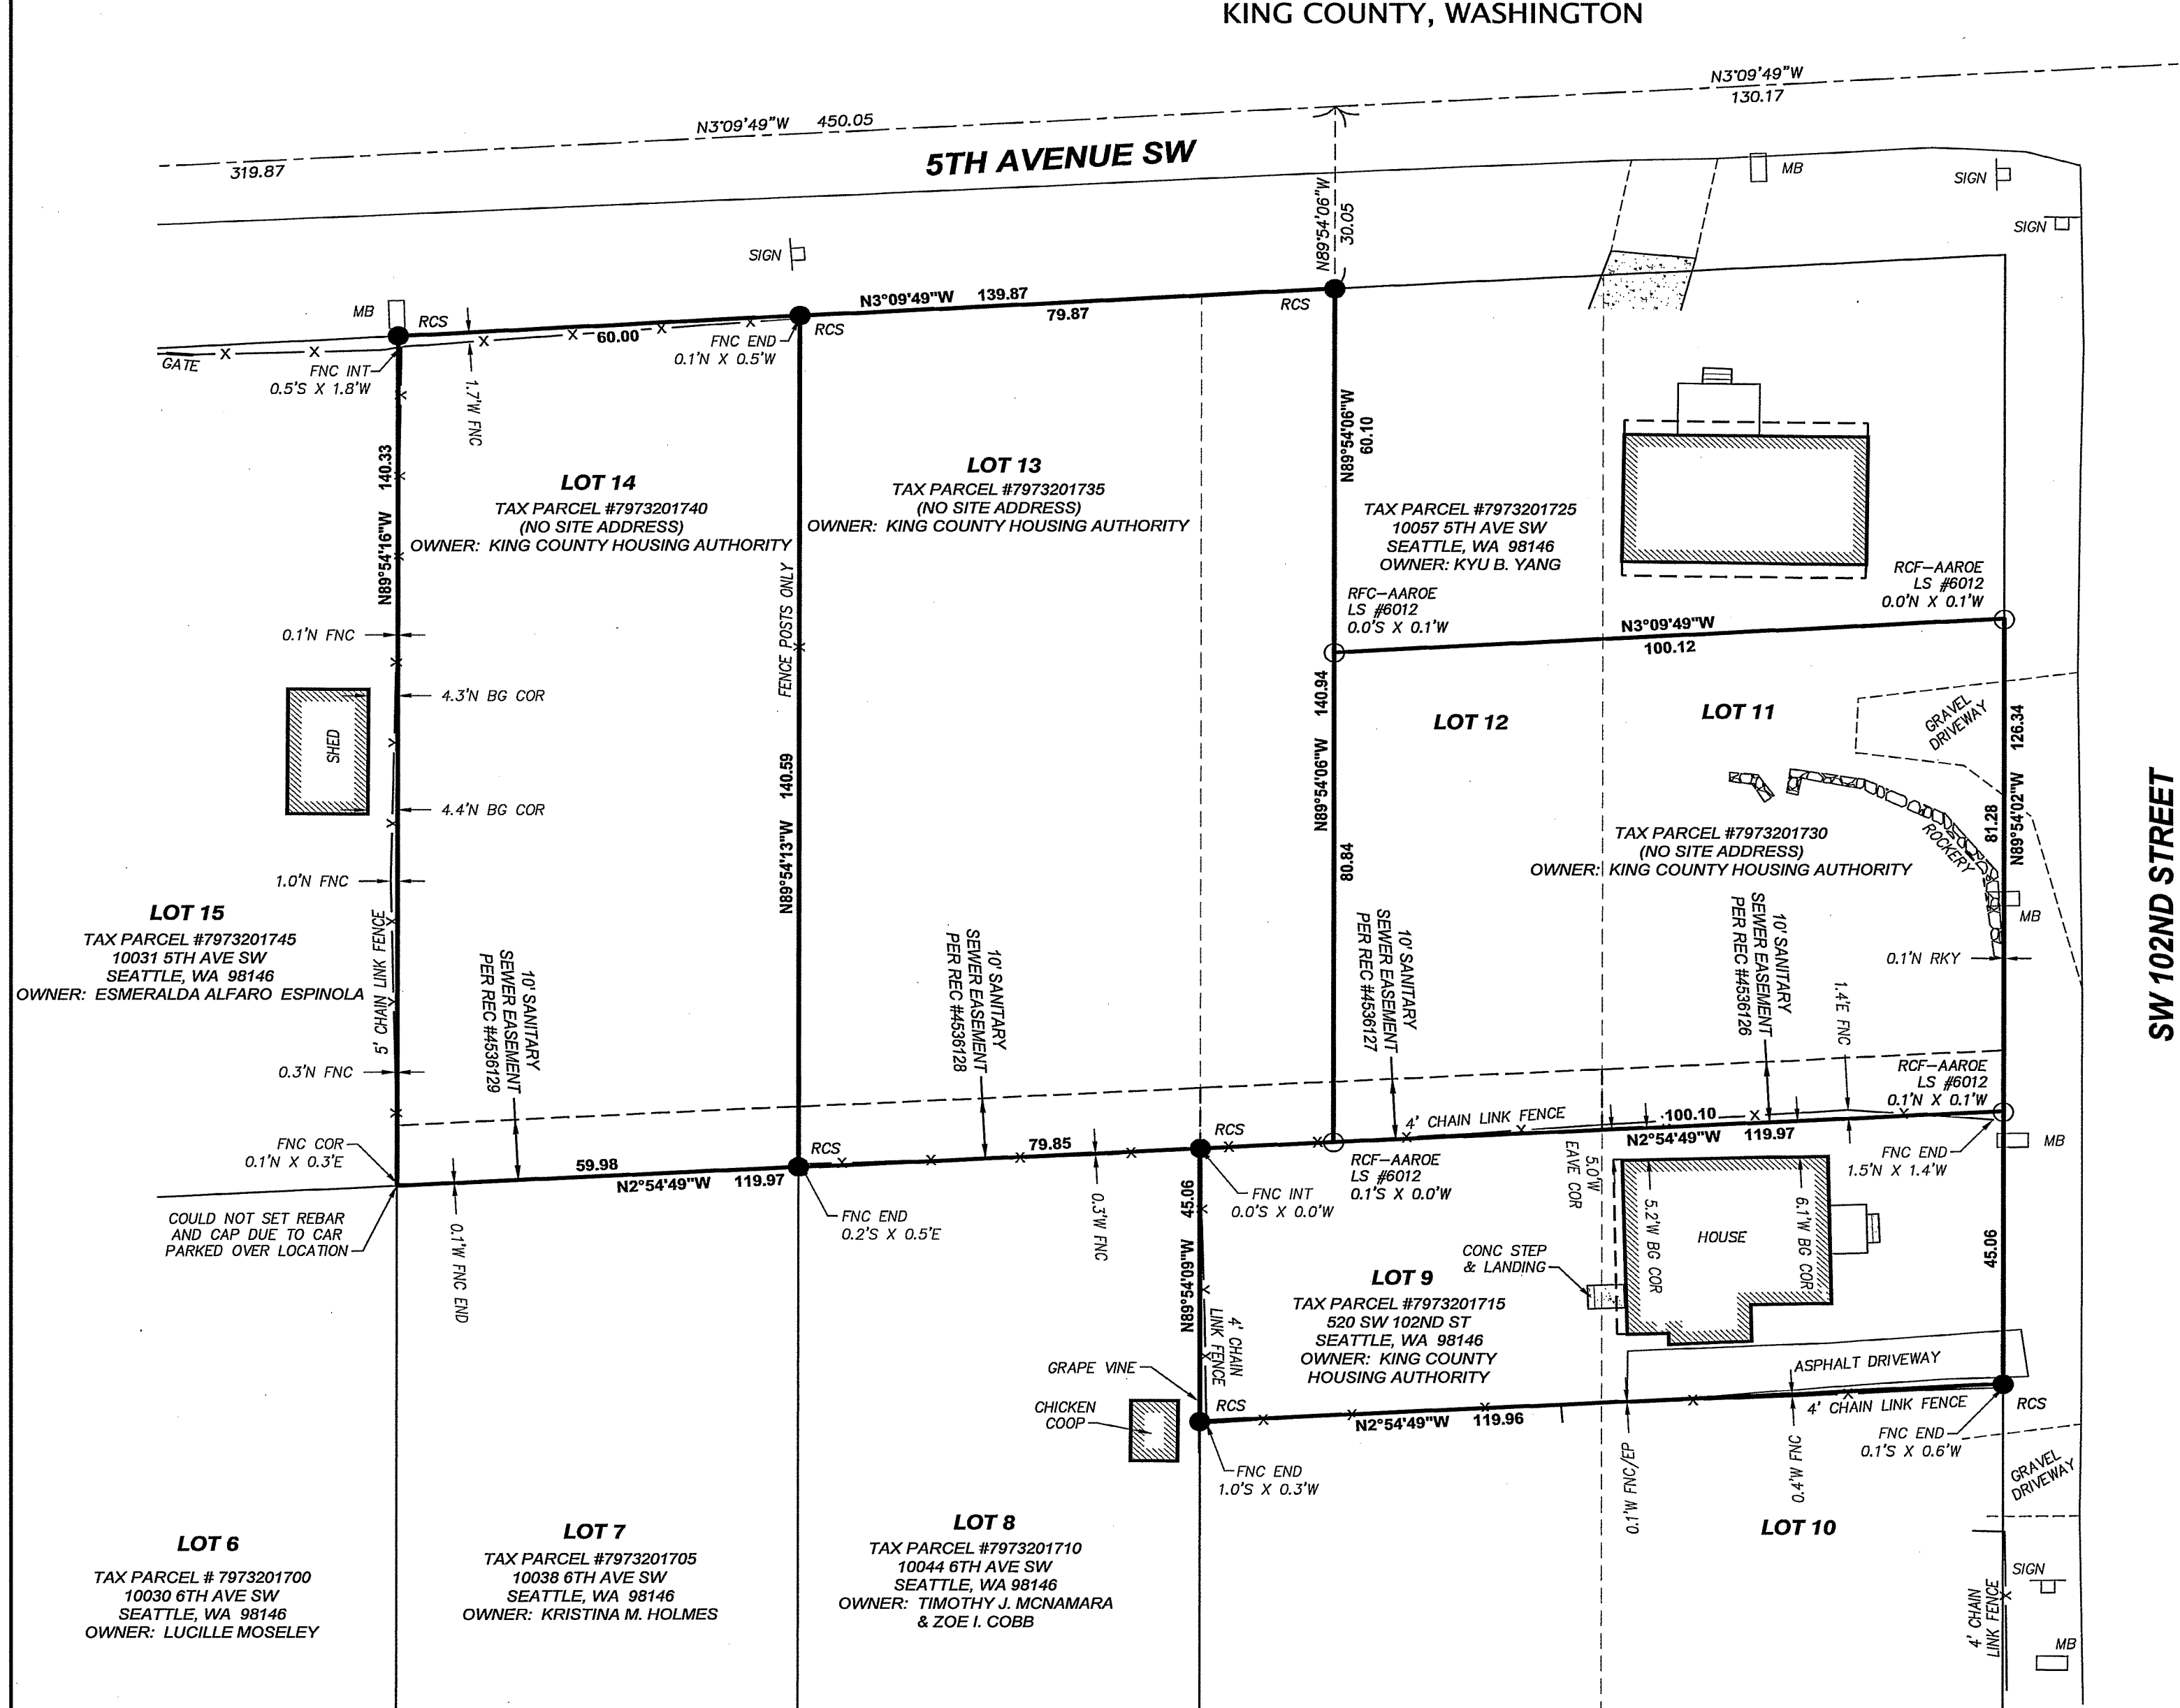 KING COUNTY, WASHINGTON
N3°09'49"W
130.17
N3°09'49"W 450.05
319.87
5TH AVENUE SW
MB
SIGN
SIGN
N89°54'06"W
30.05
SIGN
MB
RCS
N3°09'49"W 139.87
79.87
RCS
RCS
60.00
GATE
FNC INT
0.5'S X 1.8'W
FNC END
0.1'N X 0.5'W
1.7'W FNC
N89°54'16"W 140.33
N89°54'06"W
60.10
LOT 14
TAX PARCEL #7973201740
(NO SITE ADDRESS)
OWNER: KING COUNTY HOUSING AUTHORITY
LOT 13
TAX PARCEL #7973201735
(NO SITE ADDRESS)
OWNER: KING COUNTY HOUSING AUTHORITY
TAX PARCEL #7973201725
10057 5TH AVE SW
SEATTLE, WA 98146
OWNER: KYU B. YANG
RCF-AAROE
LS #6012
0.0'N X 0.1'W
RFC-AAROE
LS #6012
0.0'S X 0.1'W
N3°09'49"W
100.12
FENCE POSTS ONLY
0.1'N FNC
4.3'N BG COR
SHED
4.4'N BG COR
N89°54'13"W 140.59
N89°54'06"W 140.94
80.84
LOT 12
LOT 11
GRAVEL
DRIVEWAY
126.34
N89°54'02"W
81.28
ROCKERY
TAX PARCEL #7973201730
(NO SITE ADDRESS)
OWNER: KING COUNTY HOUSING AUTHORITY
MB
0.1'N RKY
SW 102ND STREET
1.0'N FNC
5' CHAIN LINK FENCE
LOT 15
TAX PARCEL #7973201745
10031 5TH AVE SW
SEATTLE, WA 98146
OWNER: ESMERALDA ALFARO ESPINOLA
10' SANITARY
SEWER EASEMENT
PER REC #4536129
10' SANITARY
SEWER EASEMENT
PER REC #4536128
10' SANITARY
SEWER EASEMENT
PER REC #4536127
10' SANITARY
SEWER EASEMENT
PER REC #4536126
1.4'E FNC
0.3'N FNC
RCF-AAROE
LS #6012
0.1'N X 0.1'W
FNC COR
0.1'N X 0.3'E
59.98
N2°54'49"W 119.97
RCS
79.85
RCS
4' CHAIN LINK FENCE
100.10
N2°54'49"W 119.97
FNC END
1.5'N X 1.4'W
MB
COULD NOT SET REBAR
AND CAP DUE TO CAR
PARKED OVER LOCATION
0.1'W FNC END
FNC END
0.2'S X 0.5'E
0.3'W FNC
45.06
N89°54'09"W
FNC INT
0.0'S X 0.0'W
RCF-AAROE
LS #6012
0.1'S X 0.0'W
5.0'W
EAVE COR
5.2'W BG COR
6.1'W BG COR
HOUSE
CONC STEP
& LANDING
45.06
4' CHAIN
LINK FENCE
LOT 9
TAX PARCEL #7973201715
520 SW 102ND ST
SEATTLE, WA 98146
OWNER: KING COUNTY
HOUSING AUTHORITY
ASPHALT DRIVEWAY
GRAPE VINE
CHICKEN
COOP
RCS
N2°54'49"W 119.96
4' CHAIN LINK FENCE
RCS
FNC END
1.0'S X 0.3'W
0.1'W FNC/EP
0.4'W FNC
FNC END
0.1'S X 0.6'W
GRAVEL
DRIVEWAY
LOT 6
TAX PARCEL # 7973201700
10030 6TH AVE SW
SEATTLE, WA 98146
OWNER: LUCILLE MOSELEY
LOT 7
TAX PARCEL #7973201705
10038 6TH AVE SW
SEATTLE, WA 98146
OWNER: KRISTINA M. HOLMES
LOT 8
TAX PARCEL #7973201710
10044 6TH AVE SW
SEATTLE, WA 98146
OWNER: TIMOTHY J. MCNAMARA
& ZOE I. COBB
LOT 10
SIGN
4' CHAIN
LINK FENCE
MB